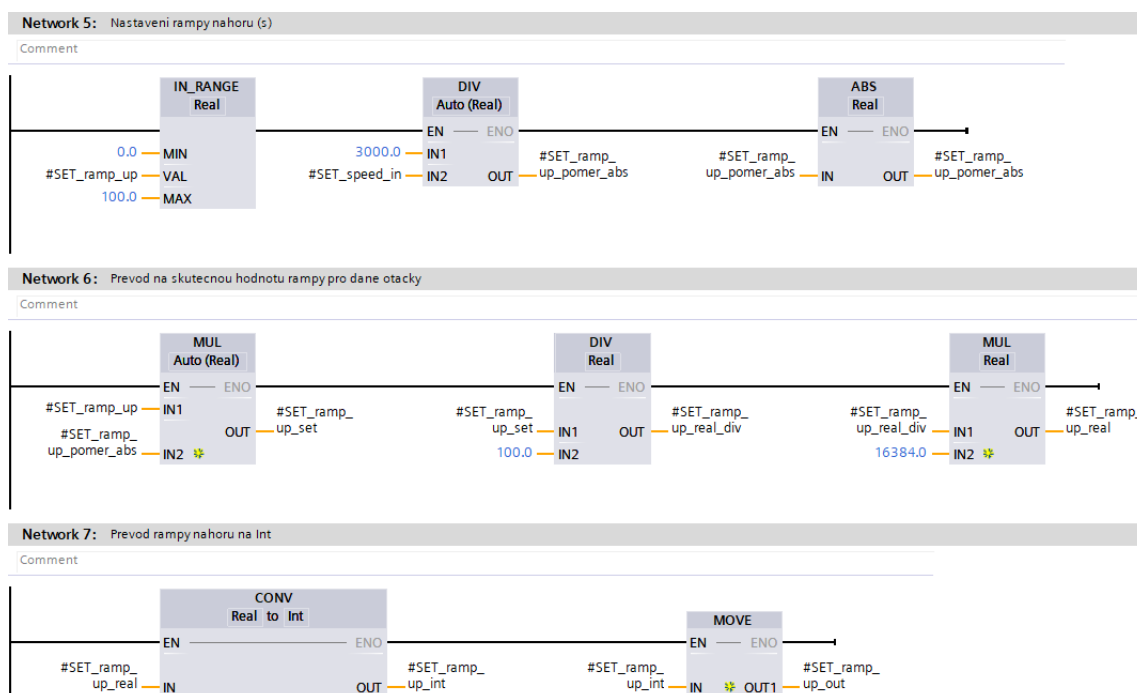 Network 5: Nastaveni rampy nahoru (s)
Comment
IN_RANGE DIV ABS
Real Auto (Real) Real
EN ENO EN ENO
0.0 MIN 3000.0 IN1 #SET_ramp_ #SET_ramp_ #SET_ramp_
#SET_ramp_up VAL #SET_speed_in IN2 OUT up_pomer_abs up_pomer_abs IN OUT up_pomer_abs
100.0 MAX
Network 6: Prevod na skutecnou hodnotu rampy pro dane otacky
Comment
MUL DIV MUL
Auto (Real) Real Real
EN ENO EN ENO EN ENO
#SET_ramp_up IN1 #SET_ramp_ #SET_ramp_ #SET_ramp_ #SET_ramp_ #SET_ramp_
#SET_ramp_ OUT up_set up_set IN1 OUT up_real_div up_real_div IN1 OUT up_real
up_pomer_abs IN2 100.0 IN2 16384.0 IN2
Network 7: Prevod rampy nahoru na Int
Comment
CONV
Real to Int MOVE
EN ENO EN ENO
#SET_ramp_ #SET_ramp_ #SET_ramp_ #SET_ramp_
up_real IN OUT up_int up_int IN OUT1 up_out